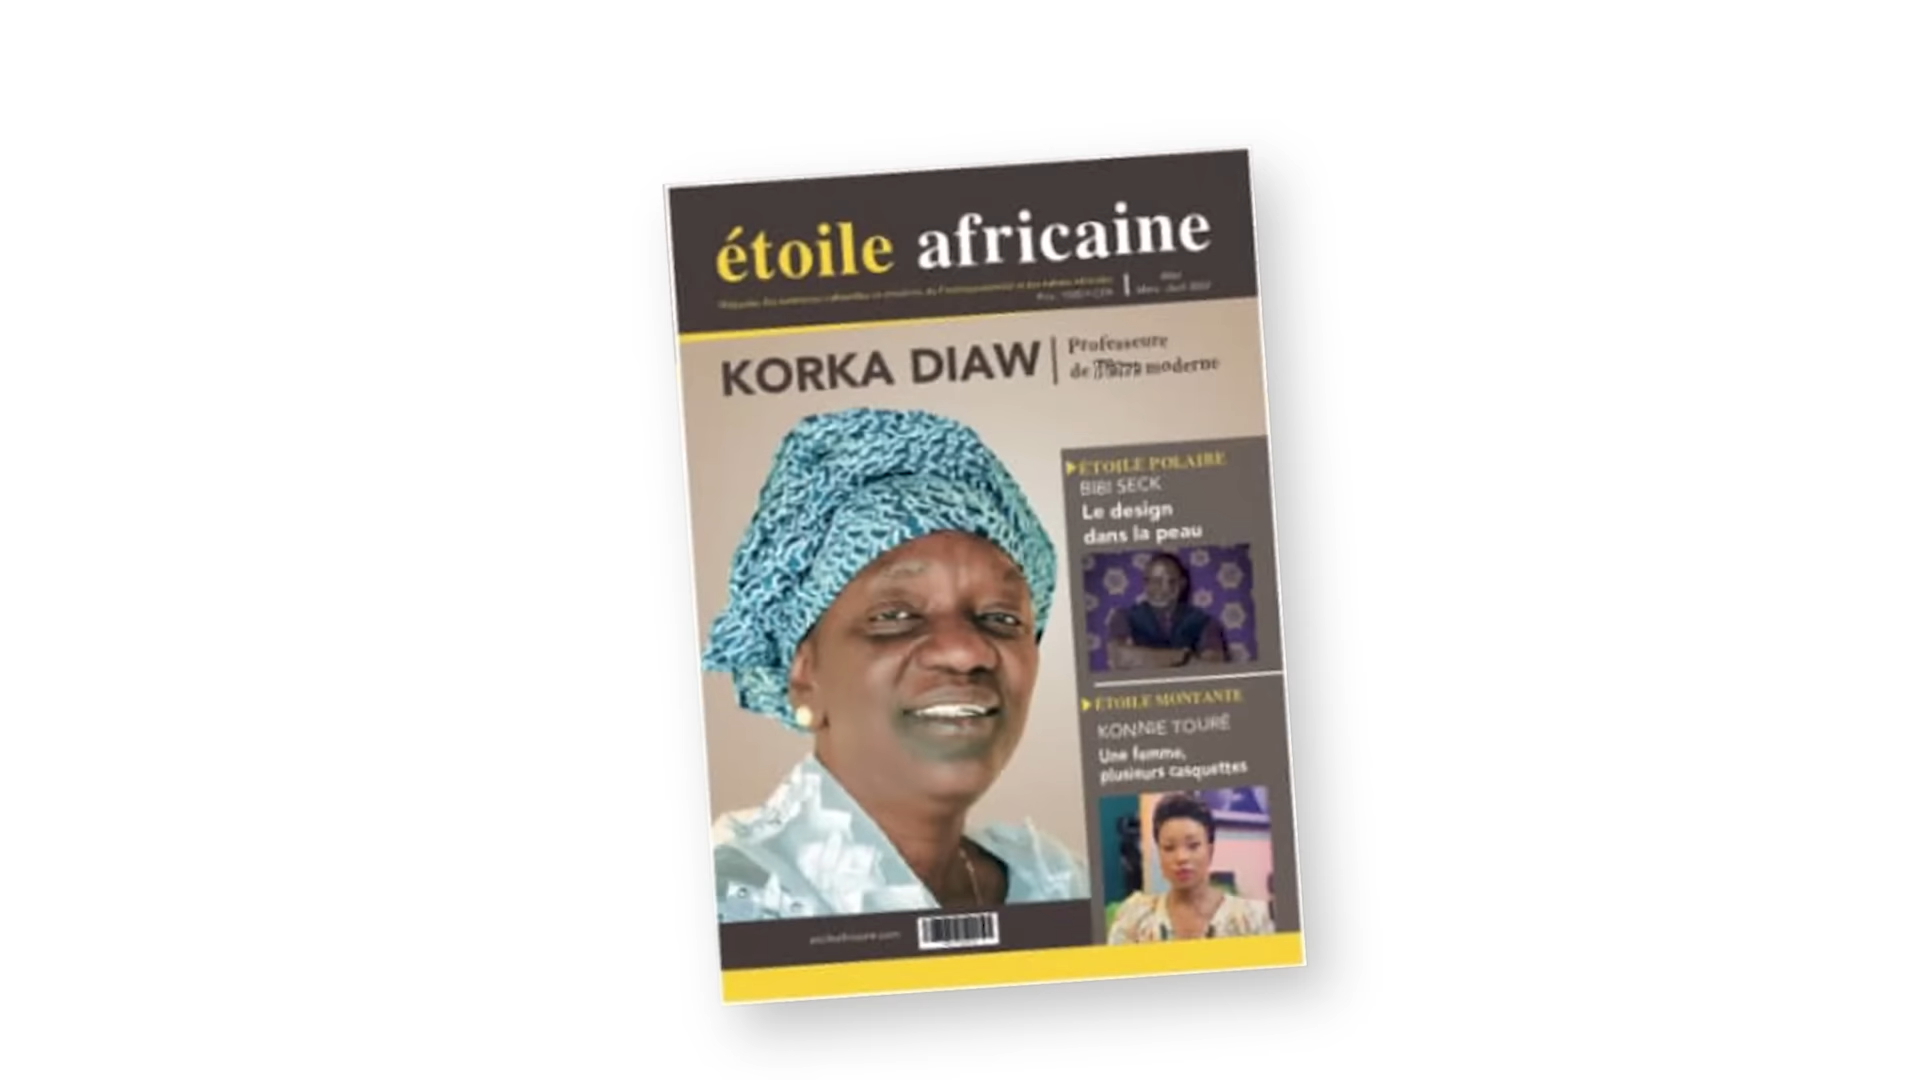 étoile africaine
KORKA DIAW
Professeure
de moderne
ÉTOILE POLAIRE
BIBI SECK
Le design
dans la peau
ÉTOILE MONTANTE
KONNIE TOURÉ
Une femme,
plusieurs casquettes